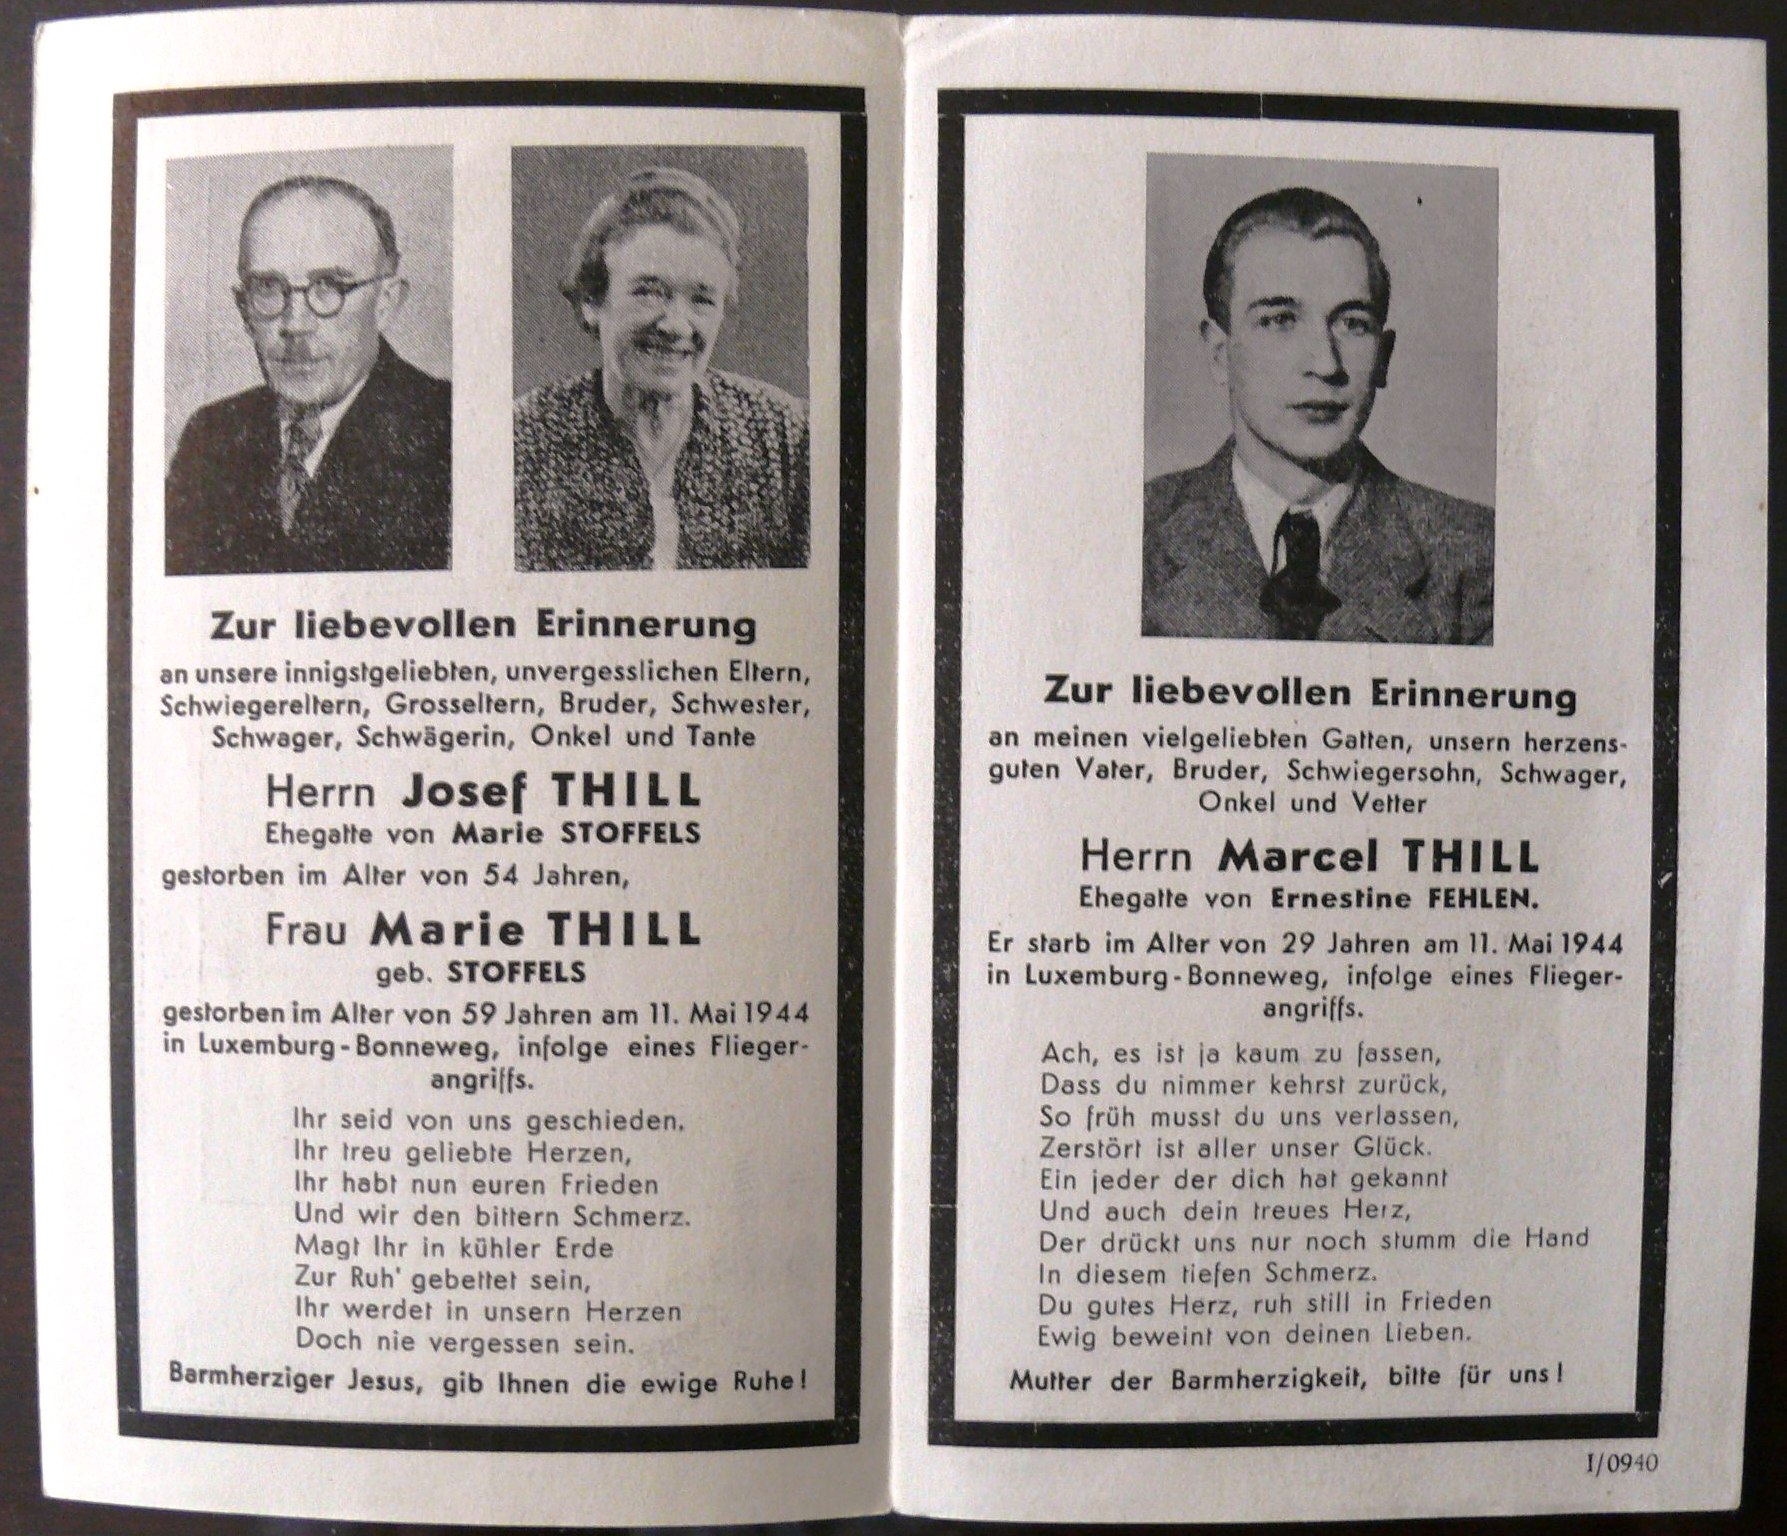 Zur liebevollen Erinnerung
an unsere innigstgeliebten, unvergesslichen Eltern,
Schwiegereltern, Grosseltern, Bruder, Schwester,
Schwager, Schwägerin, Onkel und Tante
Herrn Josef THILL
Ehegatte von Marie STOFFELS
gestorben im Alter von 54 Jahren,
Frau Marie THILL
geb. STOFFELS
gestorben im Alter von 59 Jahren am 11. Mai 1944
in Luxemburg-Bonneweg, infolge eines Flieger-
angriffs.
Ihr seid von uns geschieden.
Ihr treu geliebte Herzen,
Ihr habt nun euren Frieden
Und wir den bittern Schmerz.
Magt Ihr in kühler Erde
Zur Ruh' gebettet sein,
Ihr werdet in unsern Herzen
Doch nie vergessen sein.
Barmherziger Jesus, gib Ihnen die ewige Ruhe!
Zur liebevollen Erinnerung
an meinen vielgeliebten Gatten, unsern herzens-
guten Vater, Bruder, Schwiegersohn, Schwager,
Onkel und Vetter
Herrn Marcel THILL
Ehegatte von Ernestine FEHLEN.
Er starb im Alter von 29 Jahren am 11. Mai 1944
in Luxemburg-Bonneweg, infolge eines Flieger-
angriffs.
Ach, es ist ja kaum zu fassen,
Dass du nimmer kehrst zurück,
So früh musst du uns verlassen,
Zerstört ist aller unser Glück.
Ein jeder der dich hat gekannt
Und auch dein treues Herz,
Der drückt uns nur noch stumm die Hand
In diesem tiefen Schmerz.
Du gutes Herz, ruh still in Frieden
Ewig beweint von deinen Lieben.
Mutter der Barmherzigkeit, bitte für uns!
I/0940